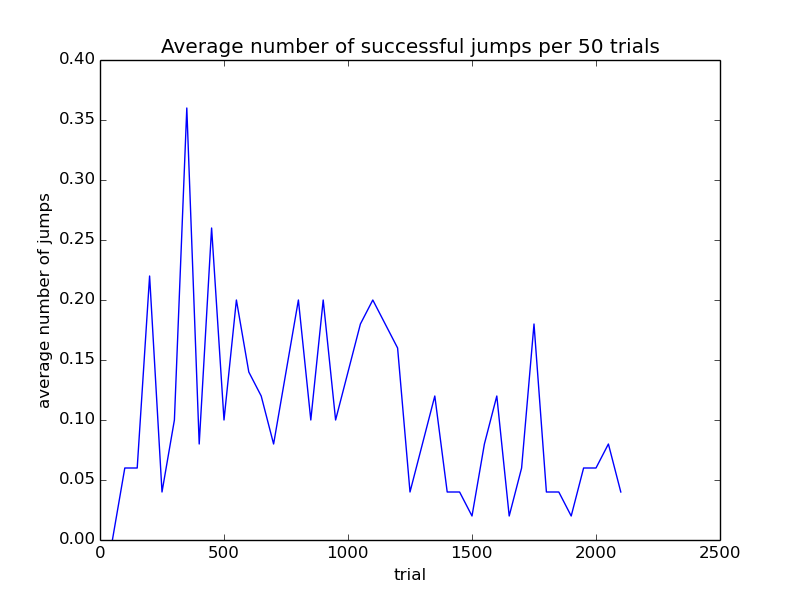 Average number of successful jumps per 50 trials
0.40
0.35
0.30
0.25
0.20
0.15
0.10
0.05
0.00
average number of jumps
0 500 1000 1500 2000 2500
trial